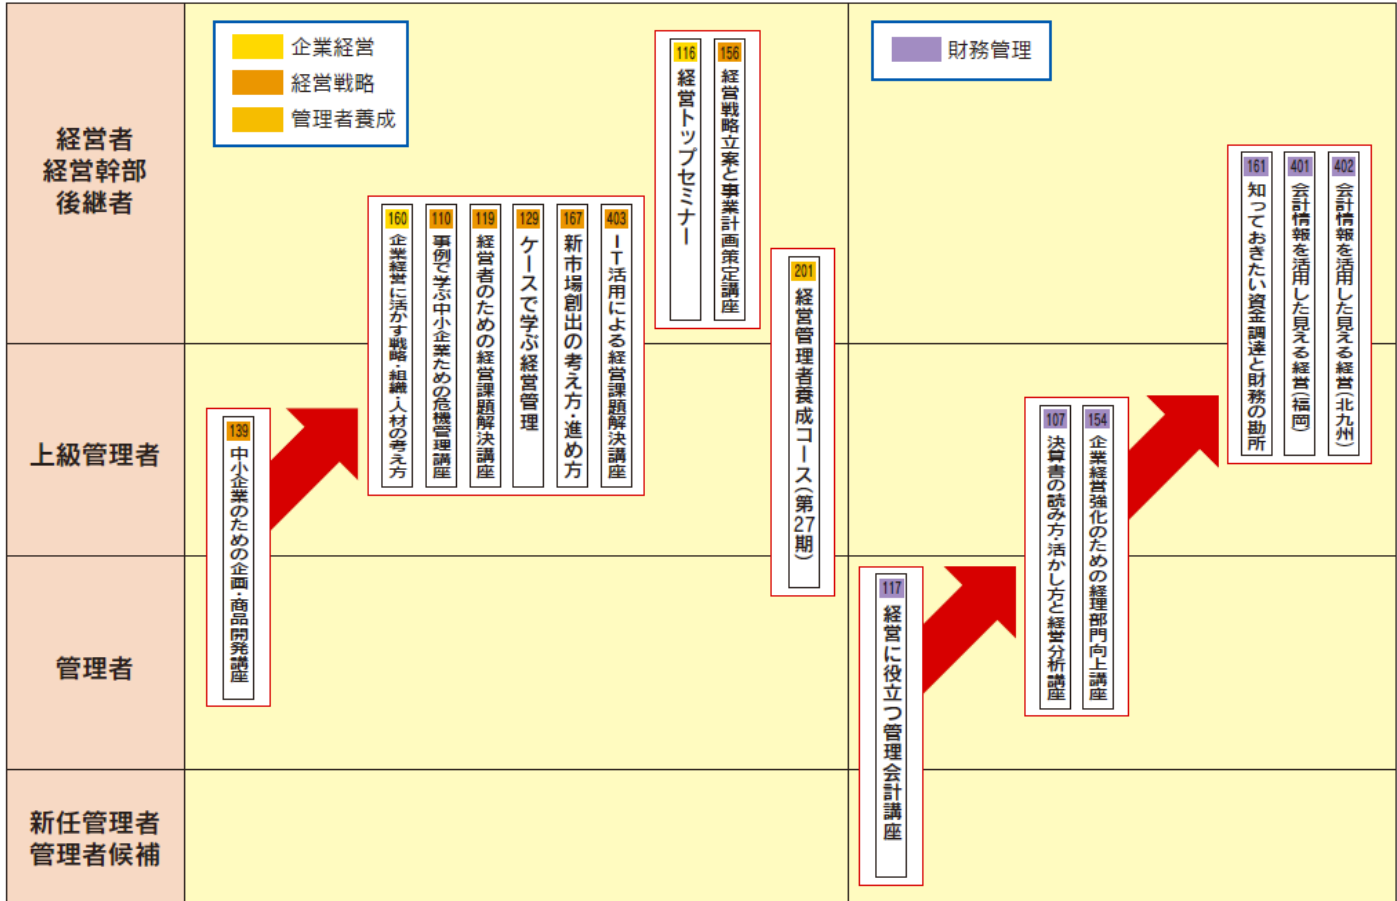 企業経営
経営戦略
管理者養成
財務管理
経営者
経営幹部
後継者
上級管理者
管理者
新任管理者
管理者候補
139
中小企業のための企画・商品開発講座
160
企業経営に活かす戦略・組織・人材の考え方
110
事例で学ぶ中小企業ための危機管理講座
119
経営者のための経営課題解決講座
129
ケースで学ぶ経営管理
167
新市場創出の考え方・進め方
403
IT活用による経営課題解決講座
116
経営トップセミナー
156
経営戦略立案と事業計画策定講座
201
経営管理者養成コース(第27期)
117
経営に役立つ管理会計講座
107
決算書の読み方・活かし方と経営分析講座
154
企業経営強化のための経理部門向上講座
161
知っておきたい資金調達と財務の勘所
401
会計情報を活用した見える経営(福岡)
402
会計情報を活用した見える経営(北九州)